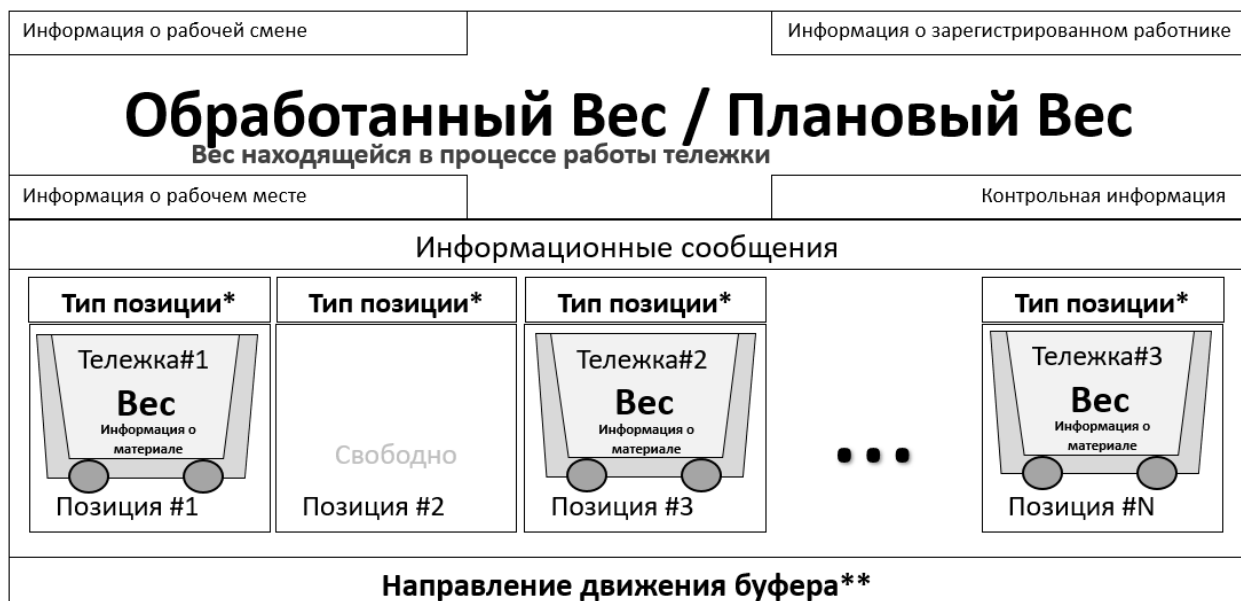 Информация о рабочей смене
Информация о зарегистрированном работнике
Обработанный Вес / Плановый Вес
Вес находящейся в процессе работы тележки
Информация о рабочем месте
Контрольная информация
Информационные сообщения
Тип позиции*
Тележка#1
Вес
Информация о
материале
Позиция #1
Тип позиции*
Свободно
Позиция #2
Тип позиции*
Тележка#2
Вес
Информация о
материале
Позиция #3
...
Тип позиции*
Тележка#3
Вес
Информация о
материале
Позиция #N
Направление движения буфера**